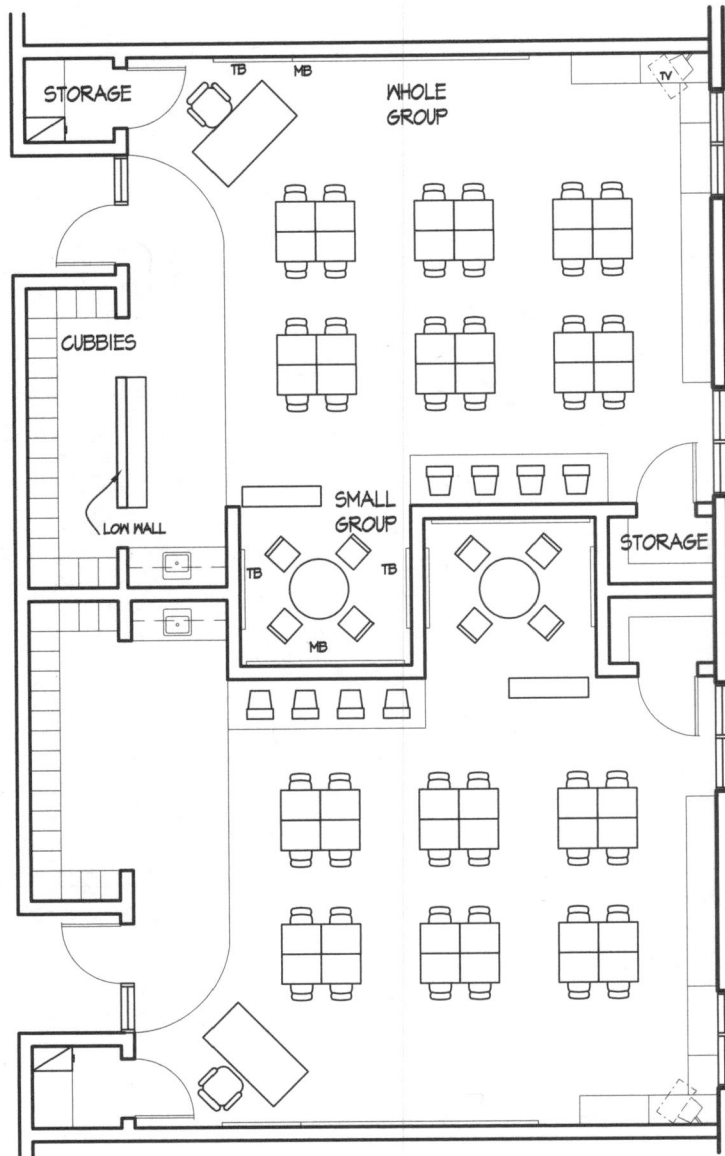 TB MB
STORAGE
WHOLE
GROUP
TV
CUBBIES
LOW WALL
SMALL
GROUP
STORAGE
TB
TB
MB